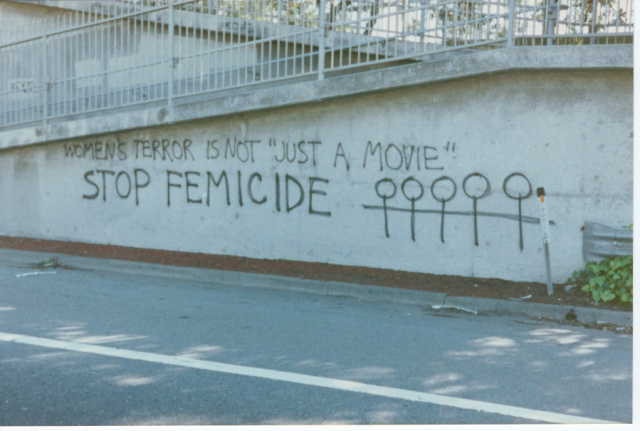 WOMEN'S TERROR IS NOT "JUST A MOVIE"
STOP FEMICIDE